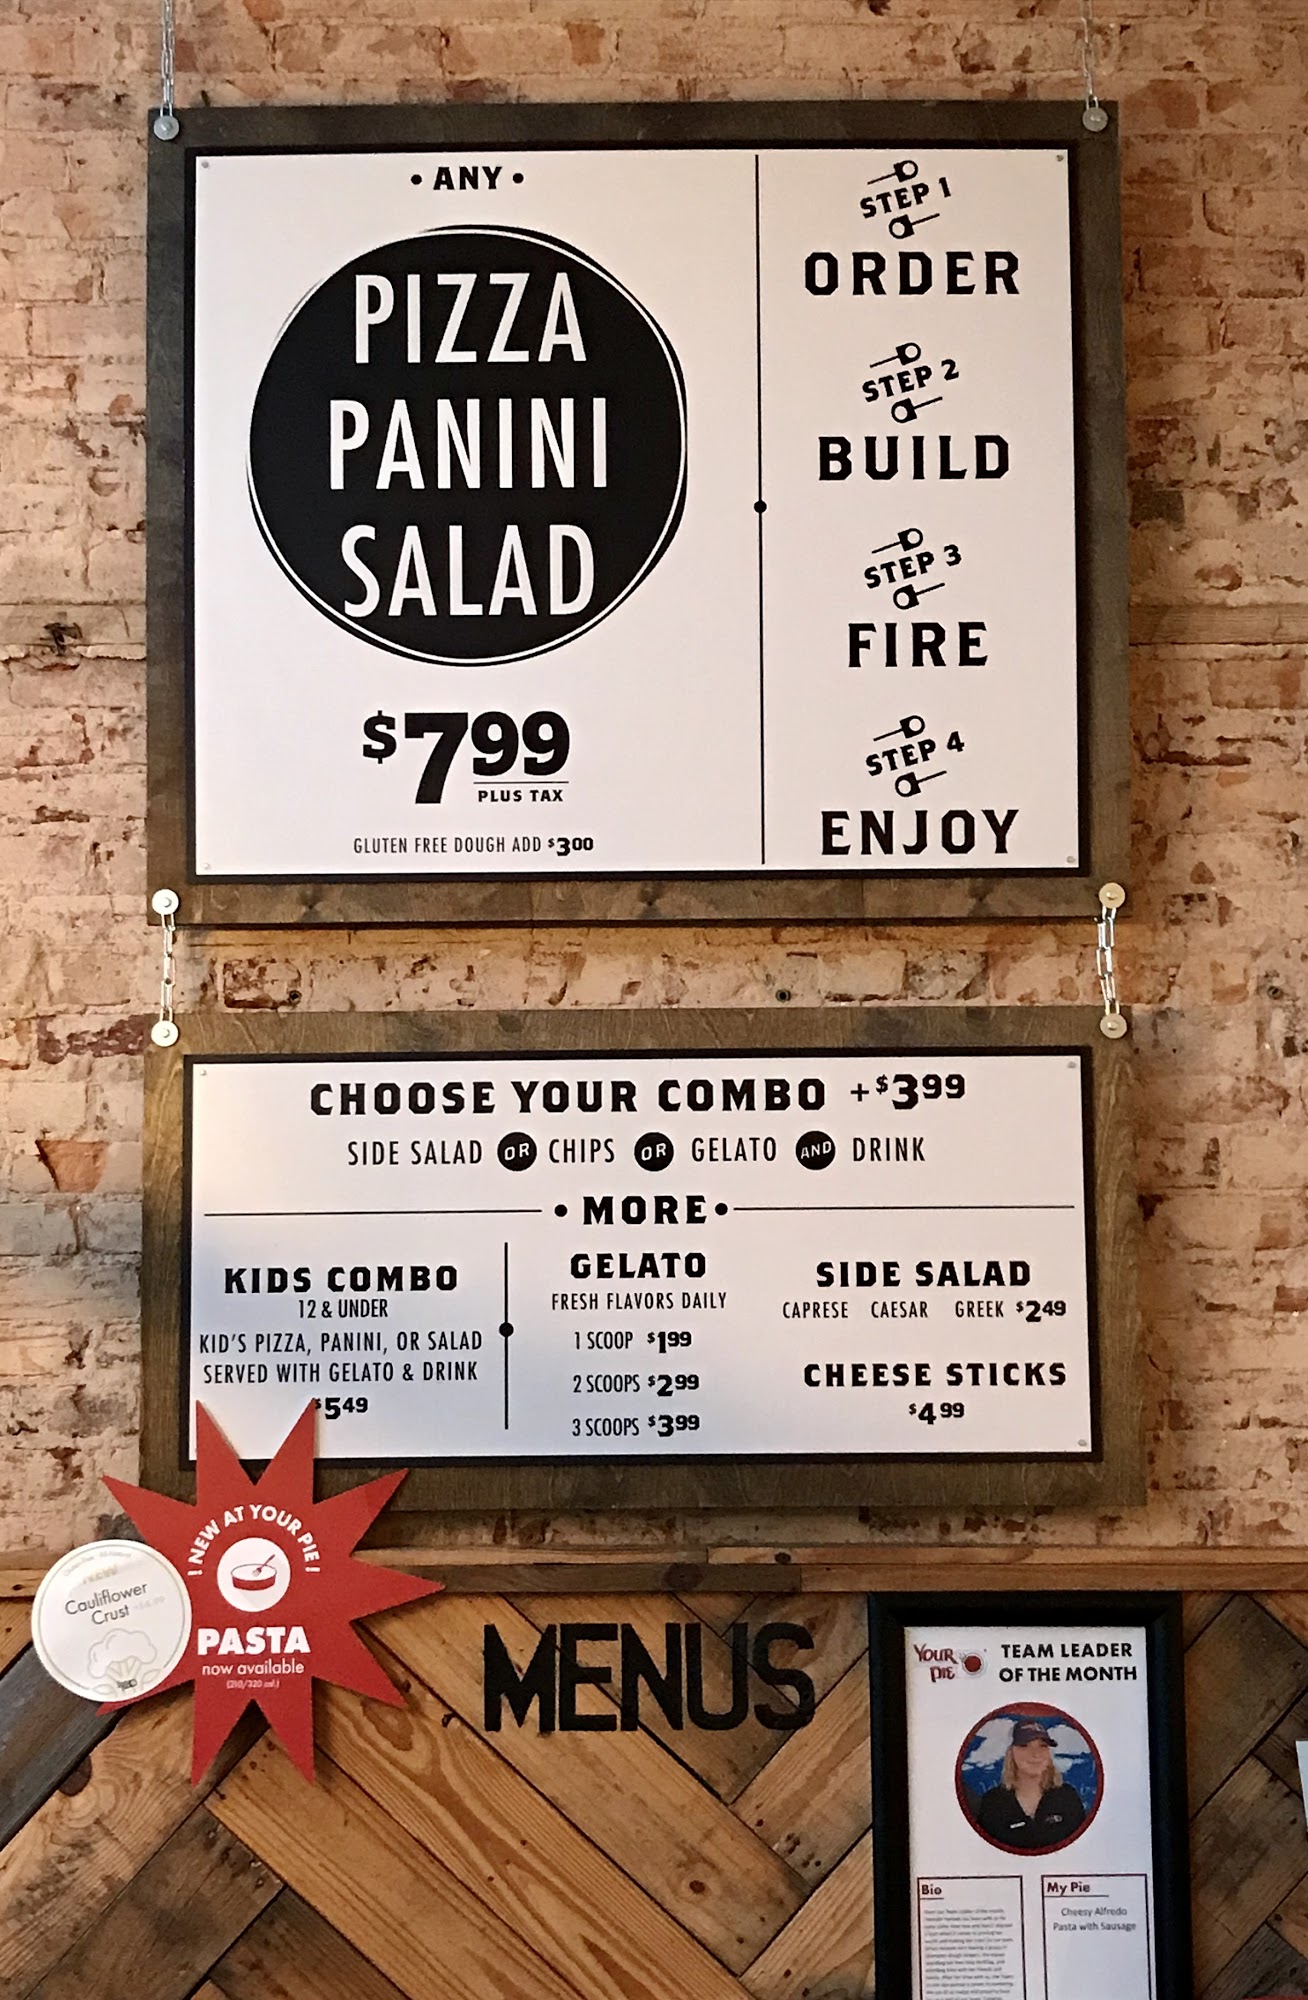 • ANY •
PIZZA
PANINI
SALAD
$799
PLUS TAX
GLUTEN FREE DOUGH ADD $300
STEP 1
ORDER
STEP 2
BUILD
STEP 3
FIRE
STEP 4
ENJOY
CHOOSE YOUR COMBO +$399
SIDE SALAD OR CHIPS OR GELATO AND DRINK
• MORE •
KIDS COMBO
12 & UNDER
KID'S PIZZA, PANINI, OR SALAD
SERVED WITH GELATO & DRINK
$549
GELATO
FRESH FLAVORS DAILY
1 SCOOP $199
2 SCOOPS $299
3 SCOOPS $399
SIDE SALAD
CAPRESE CAESAR GREEK $249
CHEESE STICKS
$499
! NEW AT YOUR PIE !
PASTA
now available
(210/320 cal.)
New
Cauliflower
Crust
MENUS
YOUR
PIE
TEAM LEADER
OF THE MONTH
Bio
My Pie
Cheesy Alfredo
Pasta with Sausage